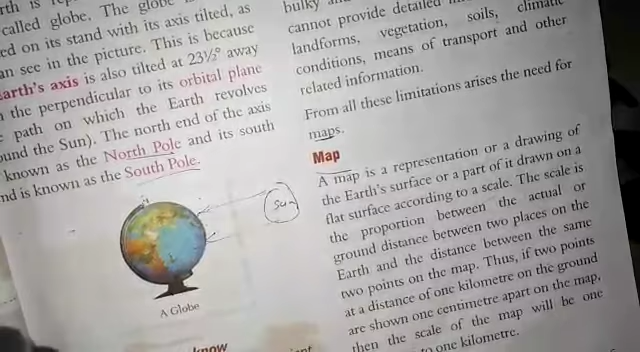 called globe. The globe
on its stand with its axis tilted, as
see in the picture. This is because
axis is also tilted at 23½° away
the perpendicular to its orbital plane
path on which the Earth revolves
the Sun). The north end of the axis
known as the North Pole and its south
is known as the South Pole.
Sun
A Globe
know
bulky
cannot provide detailed
landforms, vegetation, soils, climatic
conditions, means of transport and other
related information.
From all these limitations arises the need for
maps.
Map
A map is a representation or a drawing of
the Earth's surface or a part of it drawn on a
flat surface according to a scale. The scale is
the proportion between the actual or
ground distance between two places on the
Earth and the distance between the same
two points on the map. Thus, if two points
at a distance of one kilometre on the ground
are shown one centimetre apart on the map,
then the scale of the map will be one
to one kilometre.